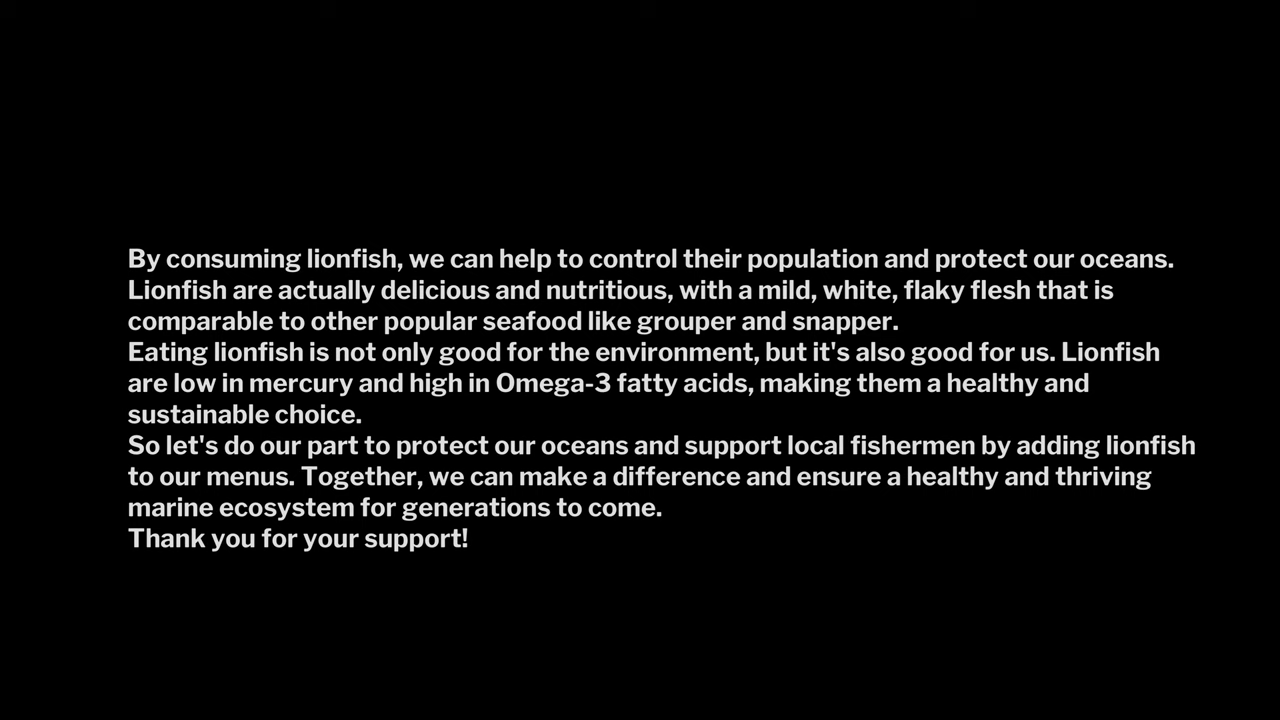 By consuming lionfish, we can help to control their population and protect our oceans.
Lionfish are actually delicious and nutritious, with a mild, white, flaky flesh that is
comparable to other popular seafood like grouper and snapper.
Eating lionfish is not only good for the environment, but it's also good for us. Lionfish
are low in mercury and high in Omega-3 fatty acids, making them a healthy and
sustainable choice.
So let's do our part to protect our oceans and support local fishermen by adding lionfish
to our menus. Together, we can make a difference and ensure a healthy and thriving
marine ecosystem for generations to come.
Thank you for your support!